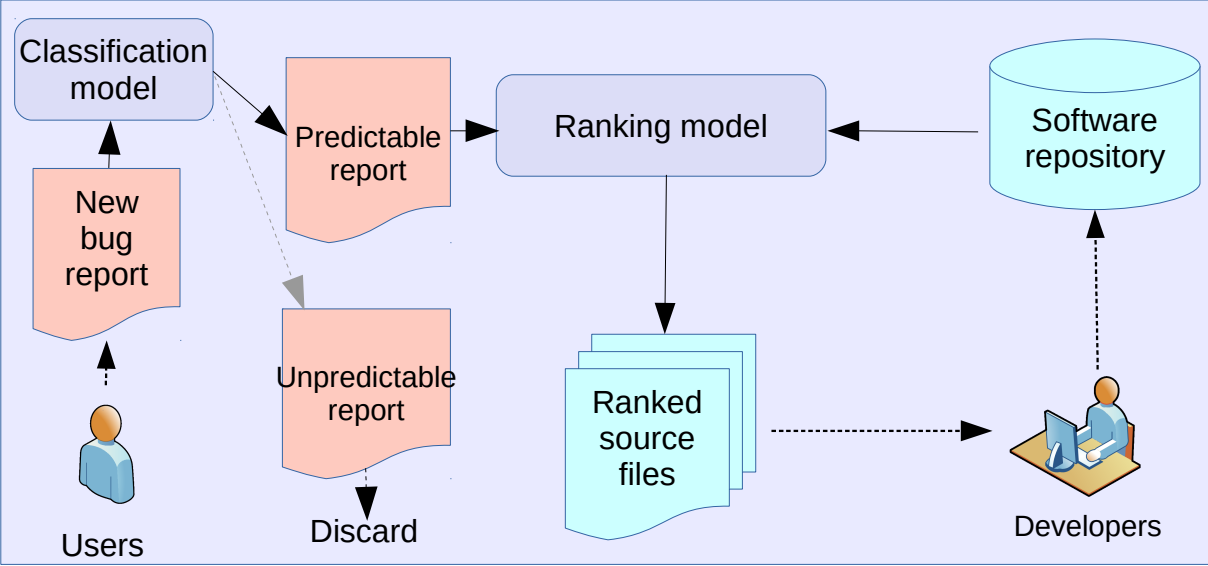 Classification
model
Predictable
report
Ranking model
Software
repository
New
bug
report
Unpredictable
report
Ranked
source
files
Discard
Users
Developers